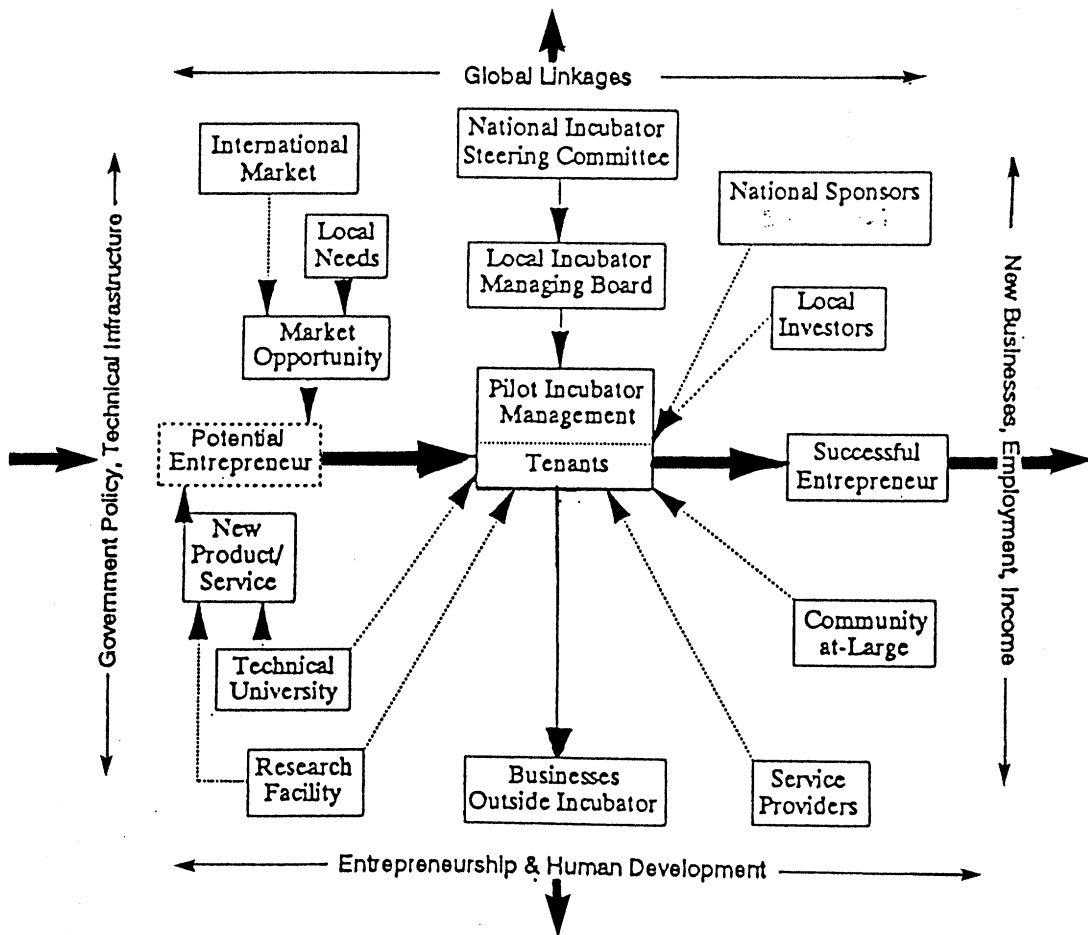 Global Linkages
International
Market
National Incubator
Steering Committee
National Sponsors
Local
Needs
Local Incubator
Managing Board
Local
Investors
Market
Opportunity
Pilot Incubator
Management
Tenants
Potential
Entrepreneur
Successful
Entrepreneur
New
Product/
Service
Community
at-Large
Technical
University
Research
Facility
Businesses
Outside Incubator
Service
Providers
Entrepreneurship & Human Development
Government Policy, Technical Infrastructure
New Businesses, Employment, Income